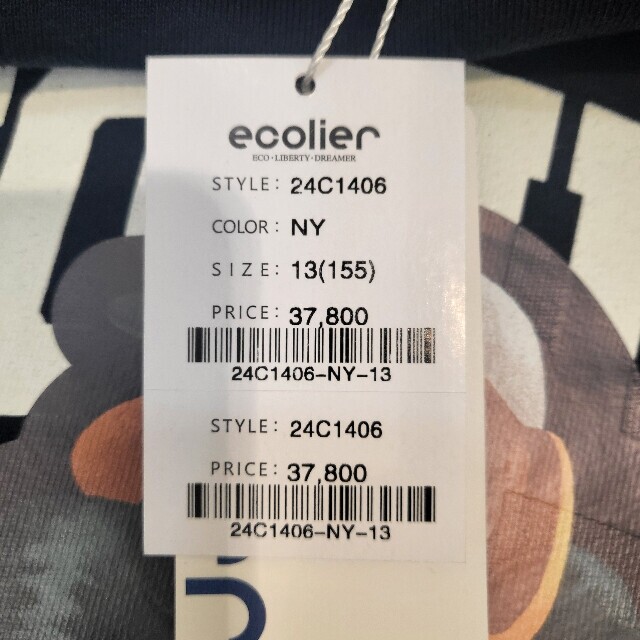 ecolier
ECO·LIBERTY·DREAMER
STYLE: 24C1406
COLOR: NY
SIZE: 13(155)
PRICE: 37,800
24C1406-NY-13
STYLE: 24C1406
PRICE: 37,800
24C1406-NY-13